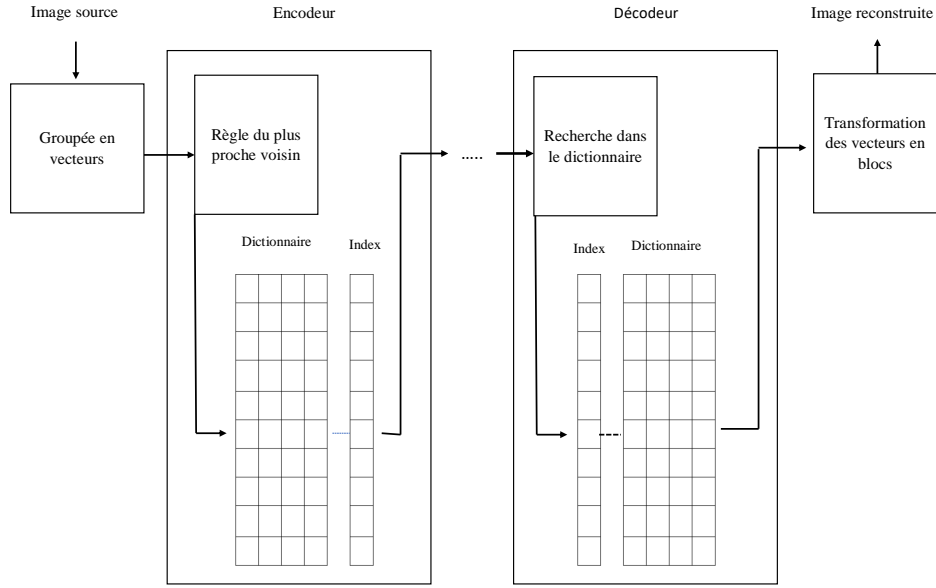 Image source
Encodeur
Décodeur
Image reconstruite
Groupée en
vecteurs
Règle du plus
proche voisin
.....
Recherche dans
le dictionnaire
Transformation
des vecteurs en
blocs
Dictionnaire
Index
Index
Dictionnaire